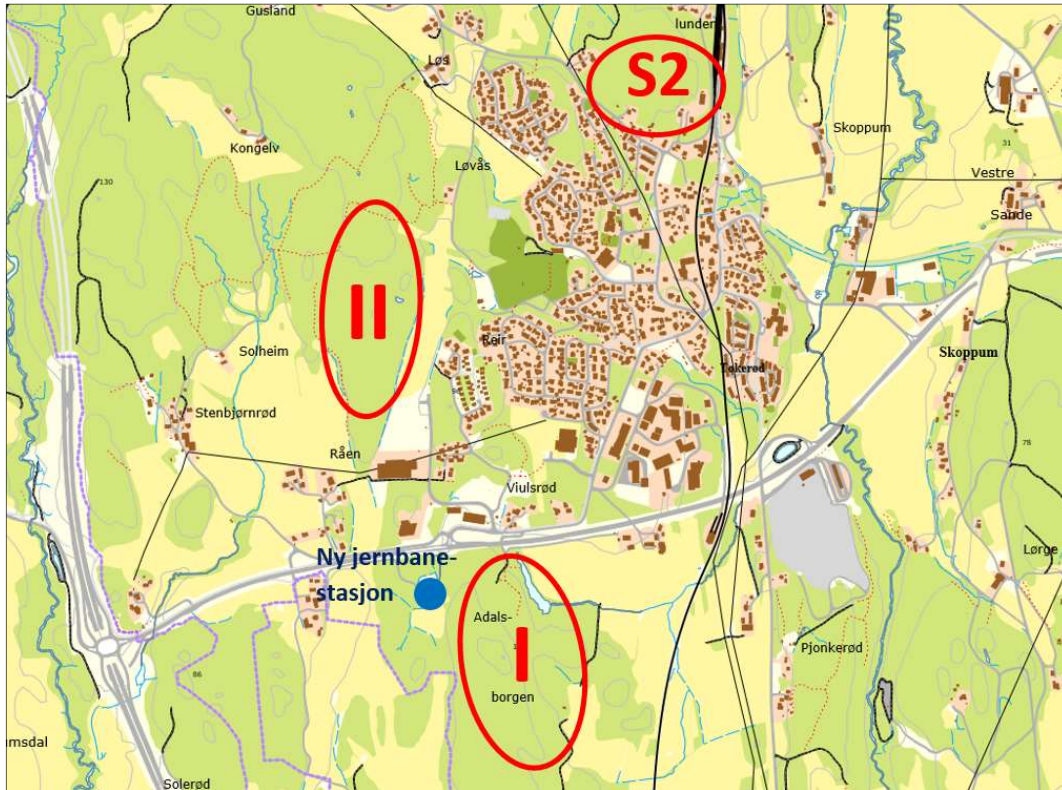 Gusland
lunden
Løs
S2
Skoppum
31
Kongelv
Løvås
Vestre
130
Sande
II
Solheim
Reir
Skoppum
Tokerød
Stenbjørnrød
78
Råen
Viulsrød
Ny jernbane-
stasjon
Lørge
Adals-
I
Pjonkerød
86
borgen
msdal
Solerød